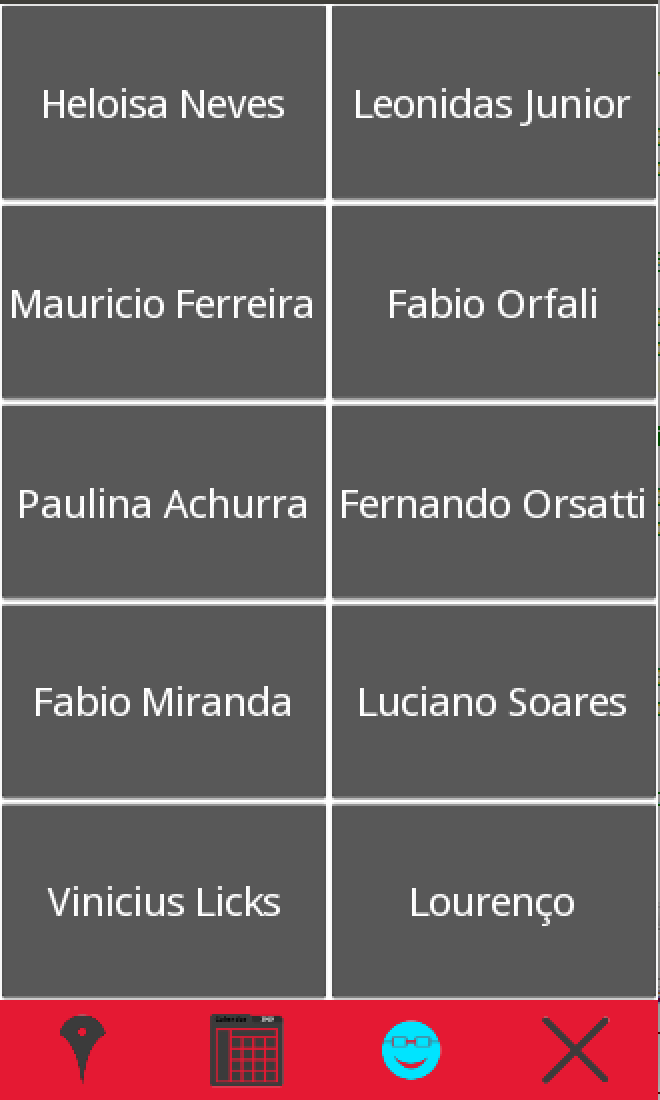 Heloisa Neves
Leonidas Junior
Mauricio Ferreira
Fabio Orfali
Paulina Achurra
Fernando Orsatti
Fabio Miranda
Luciano Soares
Vinicius Licks
Lourenço